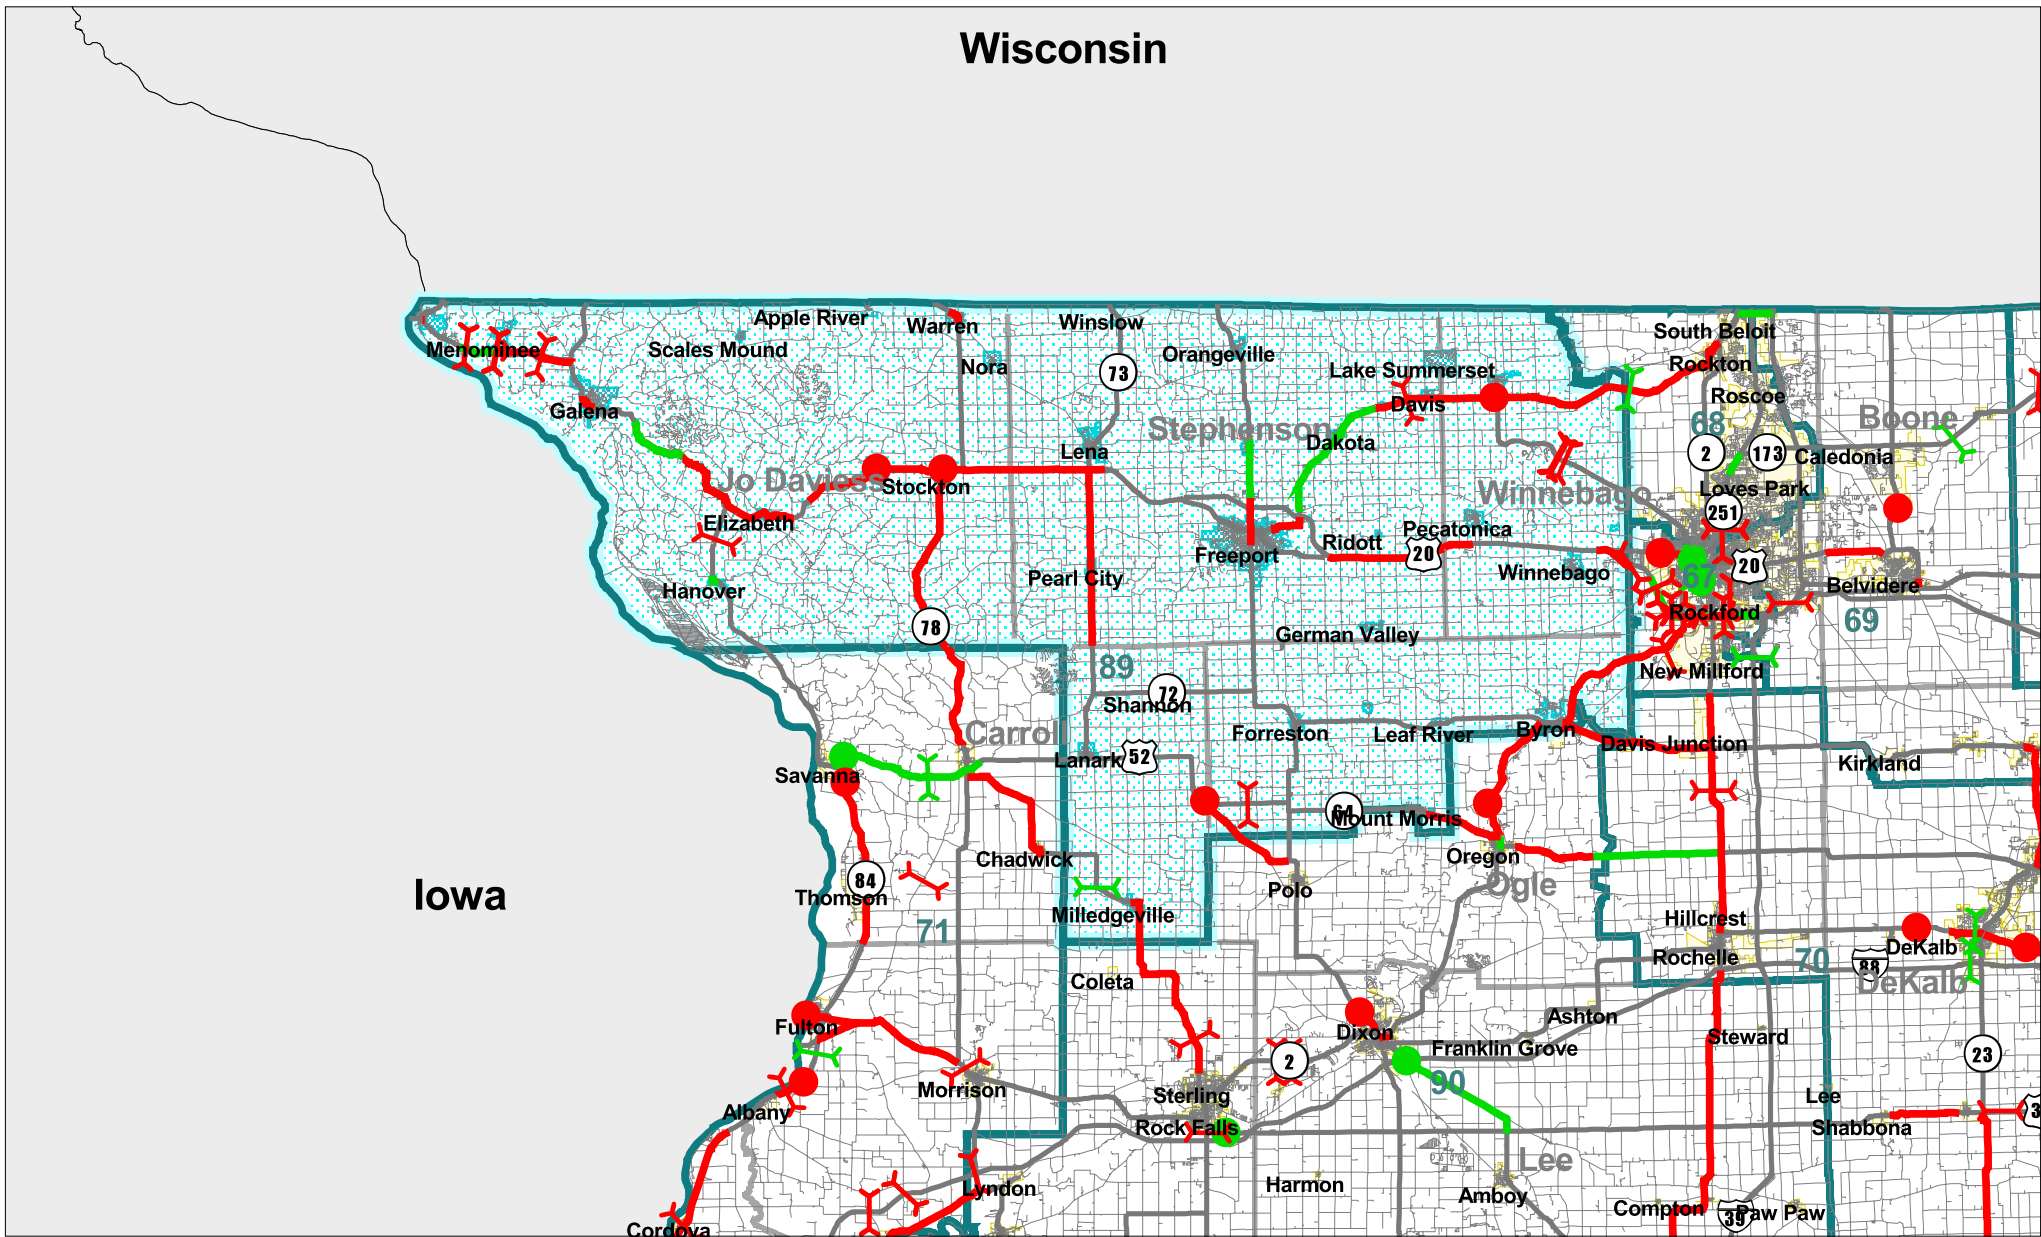 Wisconsin
Apple River
Warren
Winslow
South Beloit
Menominee
Scales Mound
Nora
Orangeville
Lake Summerset
Rockton
73
Davis
Roscoe
Galena
68
Boone
Stephenson
Dakota
Lena
2
173
Caledonia
Jo Daviess
Stockton
Winnebago
Loves Park
251
Elizabeth
Freeport
Ridott
Pecatonica
20
20
Hanover
Pearl City
Winnebago
67
Belvidere
Rockford
69
78
German Valley
89
New Millford
72
Shannon
Carrol
Forreston
Leaf River
Byron
Davis Junction
Savanna
Lanark
52
Kirkland
64
Mount Morris
Chadwick
Oregon
84
Thomson
Polo
Ogle
Iowa
Milledgeville
Hillcrest
71
DeKalb
Rochelle
70
88
DeKalb
Coleta
Fulton
Dixon
Ashton
Steward
Franklin Grove
2
23
Morrison
90
Albany
Sterling
Lee
Rock Falls
Shabbona
3
Lee
Lyndon
Harmon
Amboy
Compton
39
Paw Paw
Cordova